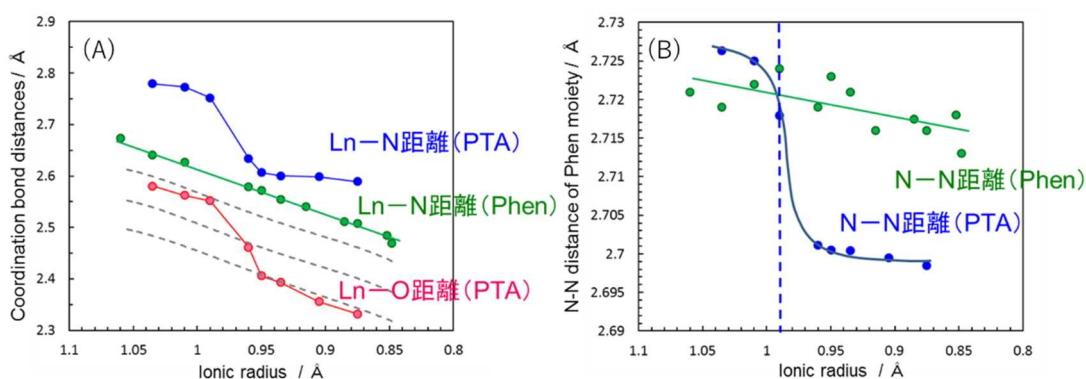 (A)
Coordination bond distances / Å
2.9
2.8
2.7
2.6
2.5
2.4
2.3
Ln－N距離(PTA)
Ln－N距離(Phen)
Ln－O距離(PTA)
1.1
1.05
1
0.95
0.9
0.85
0.8
Ionic radius / Å
(B)
N-N distance of Phen moiety / Å
2.73
2.725
2.72
2.715
2.71
2.705
2.7
2.695
2.69
N－N距離(Phen)
N－N距離(PTA)
1.1
1.05
1
0.95
0.9
0.85
0.8
Ionic radius / Å